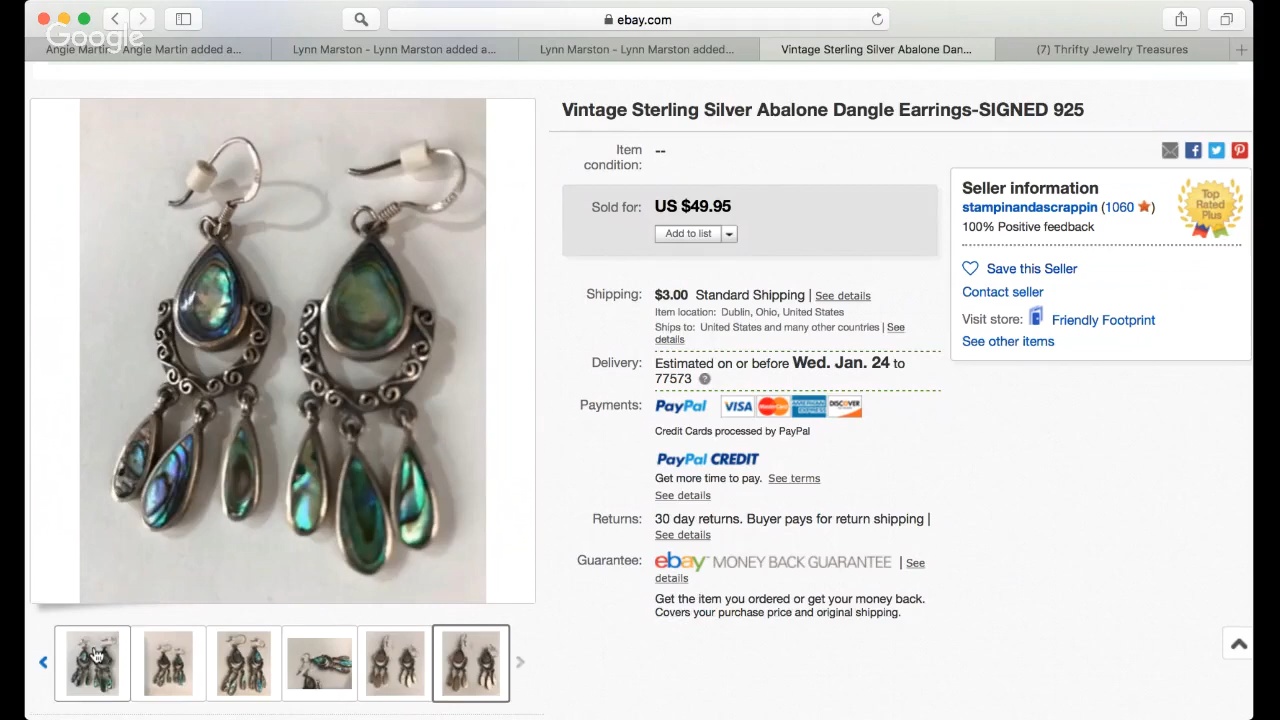 ebay.com
Google
Angie Martin - Angie Martin added a...
Lynn Marston - Lynn Marston added a...
Lynn Marston - Lynn Marston added...
Vintage Sterling Silver Abalone Dan...
(7) Thrifty Jewelry Treasures
Vintage Sterling Silver Abalone Dangle Earrings-SIGNED 925
Item condition: --
Sold for: US $49.95
Add to list
Shipping: $3.00 Standard Shipping | See details
Item location: Dublin, Ohio, United States
Ships to: United States and many other countries | See
details
Delivery: Estimated on or before Wed. Jan. 24 to
77573
Payments: PayPal VISA MasterCard AMERICAN EXPRESS DISCOVER
Credit Cards processed by PayPal
PayPal CREDIT
Get more time to pay. See terms
See details
Returns: 30 day returns. Buyer pays for return shipping |
See details
Guarantee: ebay MONEY BACK GUARANTEE | See
details
Get the item you ordered or get your money back.
Covers your purchase price and original shipping.
Seller information
stampinandascrappin (1060)
100% Positive feedback
Top
Rated
Plus
Save this Seller
Contact seller
Visit store: Friendly Footprint
See other items